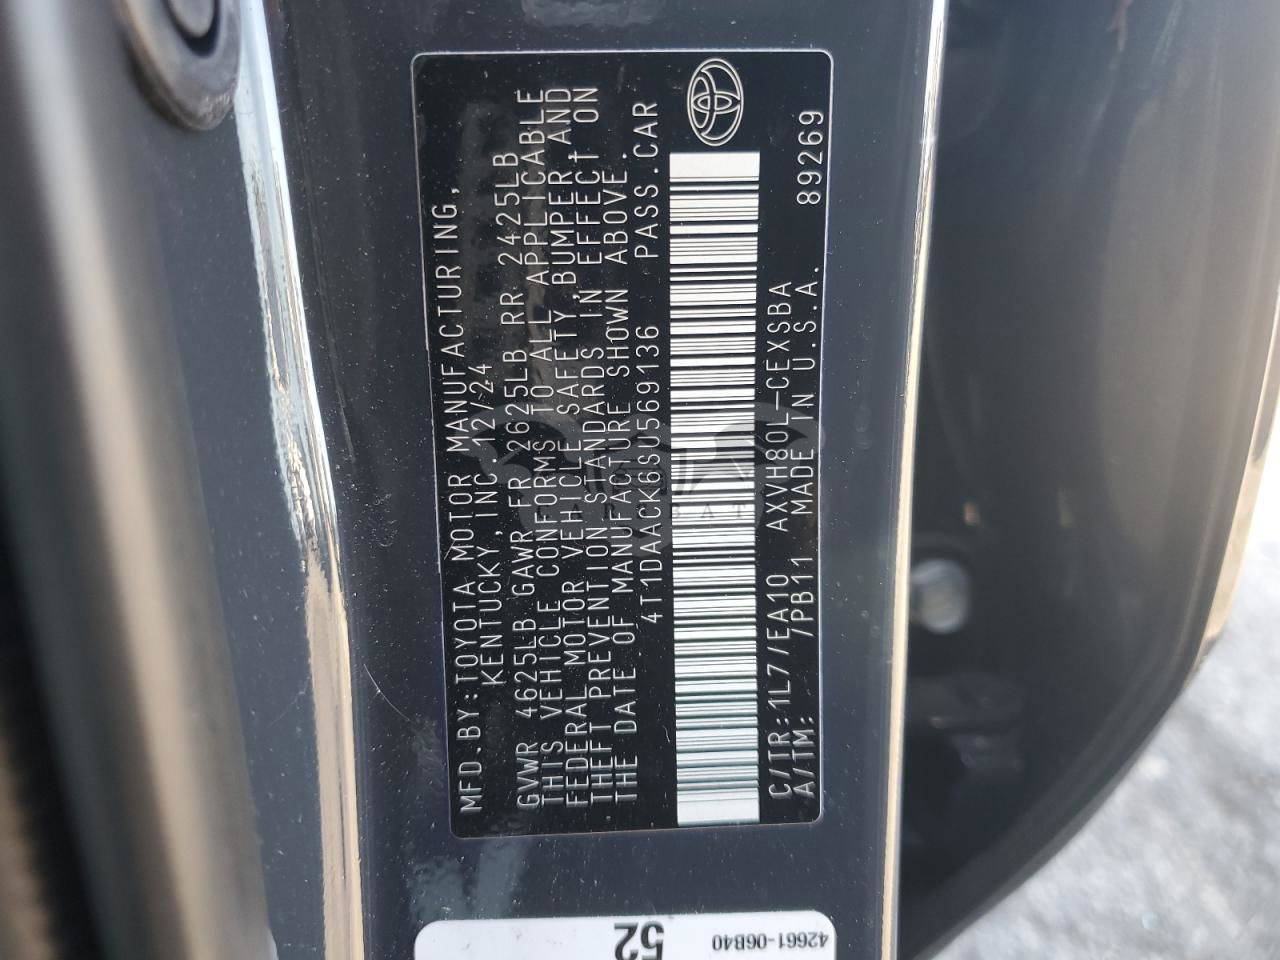 MFD.BY:TOYOTA MOTOR MANUFACTURING,
KENTUCKY,INC.12/24
GVWR 4625LB GAWR FR 2625LB RR 2425LB
THIS VEHICLE CONFORMS TO ALL APPLICABLE
FEDERAL MOTOR VEHICLE SAFETY,BUMPER,AND
THEFT PREVENTION STANDARDS IN EFFECT ON
THE DATE OF MANUFACTURE SHOWN ABOVE.
4T1DAACK6SU569136 PASS.CAR
C/TR:1L7/EA10 AXVH80L-CEXSBA
A/TM: /PB11 MADE IN U.S.A. 89269
52
42661-06B40